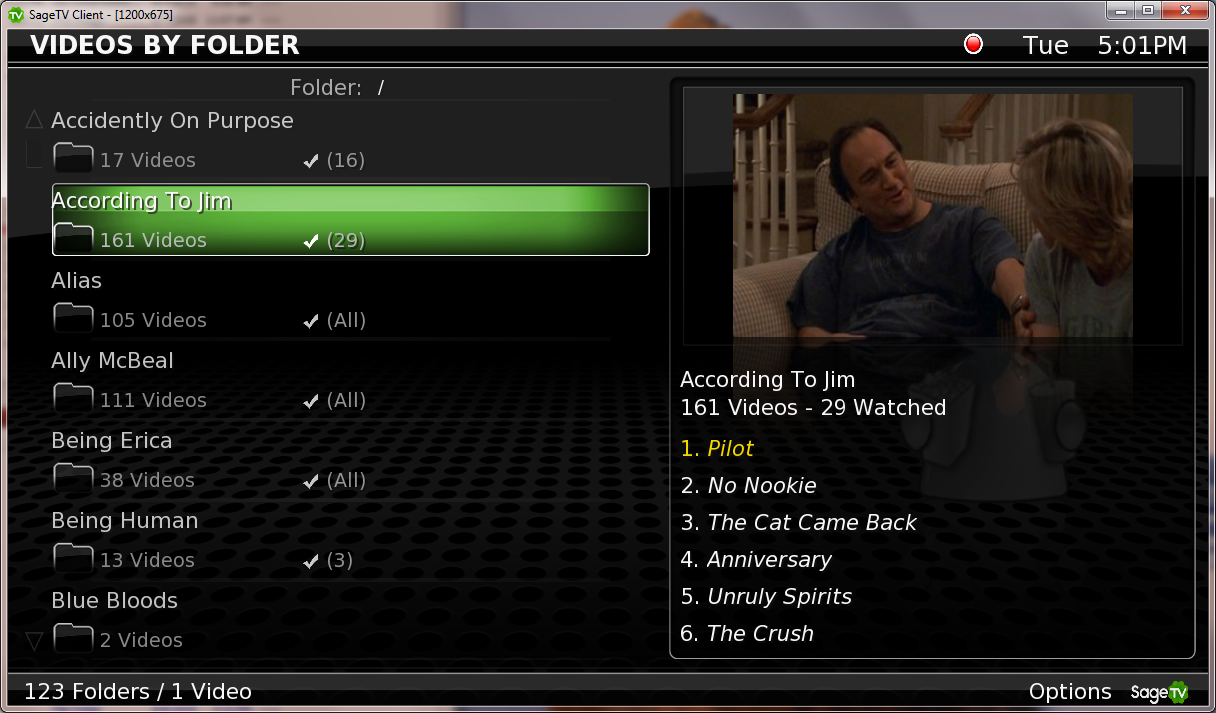 SageTV Client - [1200x675]
VIDEOS BY FOLDER
Tue 5:01PM
Folder: /
Accidently On Purpose
17 Videos (16)
According To Jim
161 Videos (29)
Alias
105 Videos (All)
Ally McBeal
111 Videos (All)
Being Erica
38 Videos (All)
Being Human
13 Videos (3)
Blue Bloods
2 Videos
According To Jim
161 Videos - 29 Watched
1. Pilot
2. No Nookie
3. The Cat Came Back
4. Anniversary
5. Unruly Spirits
6. The Crush
123 Folders / 1 Video
Options SageTV